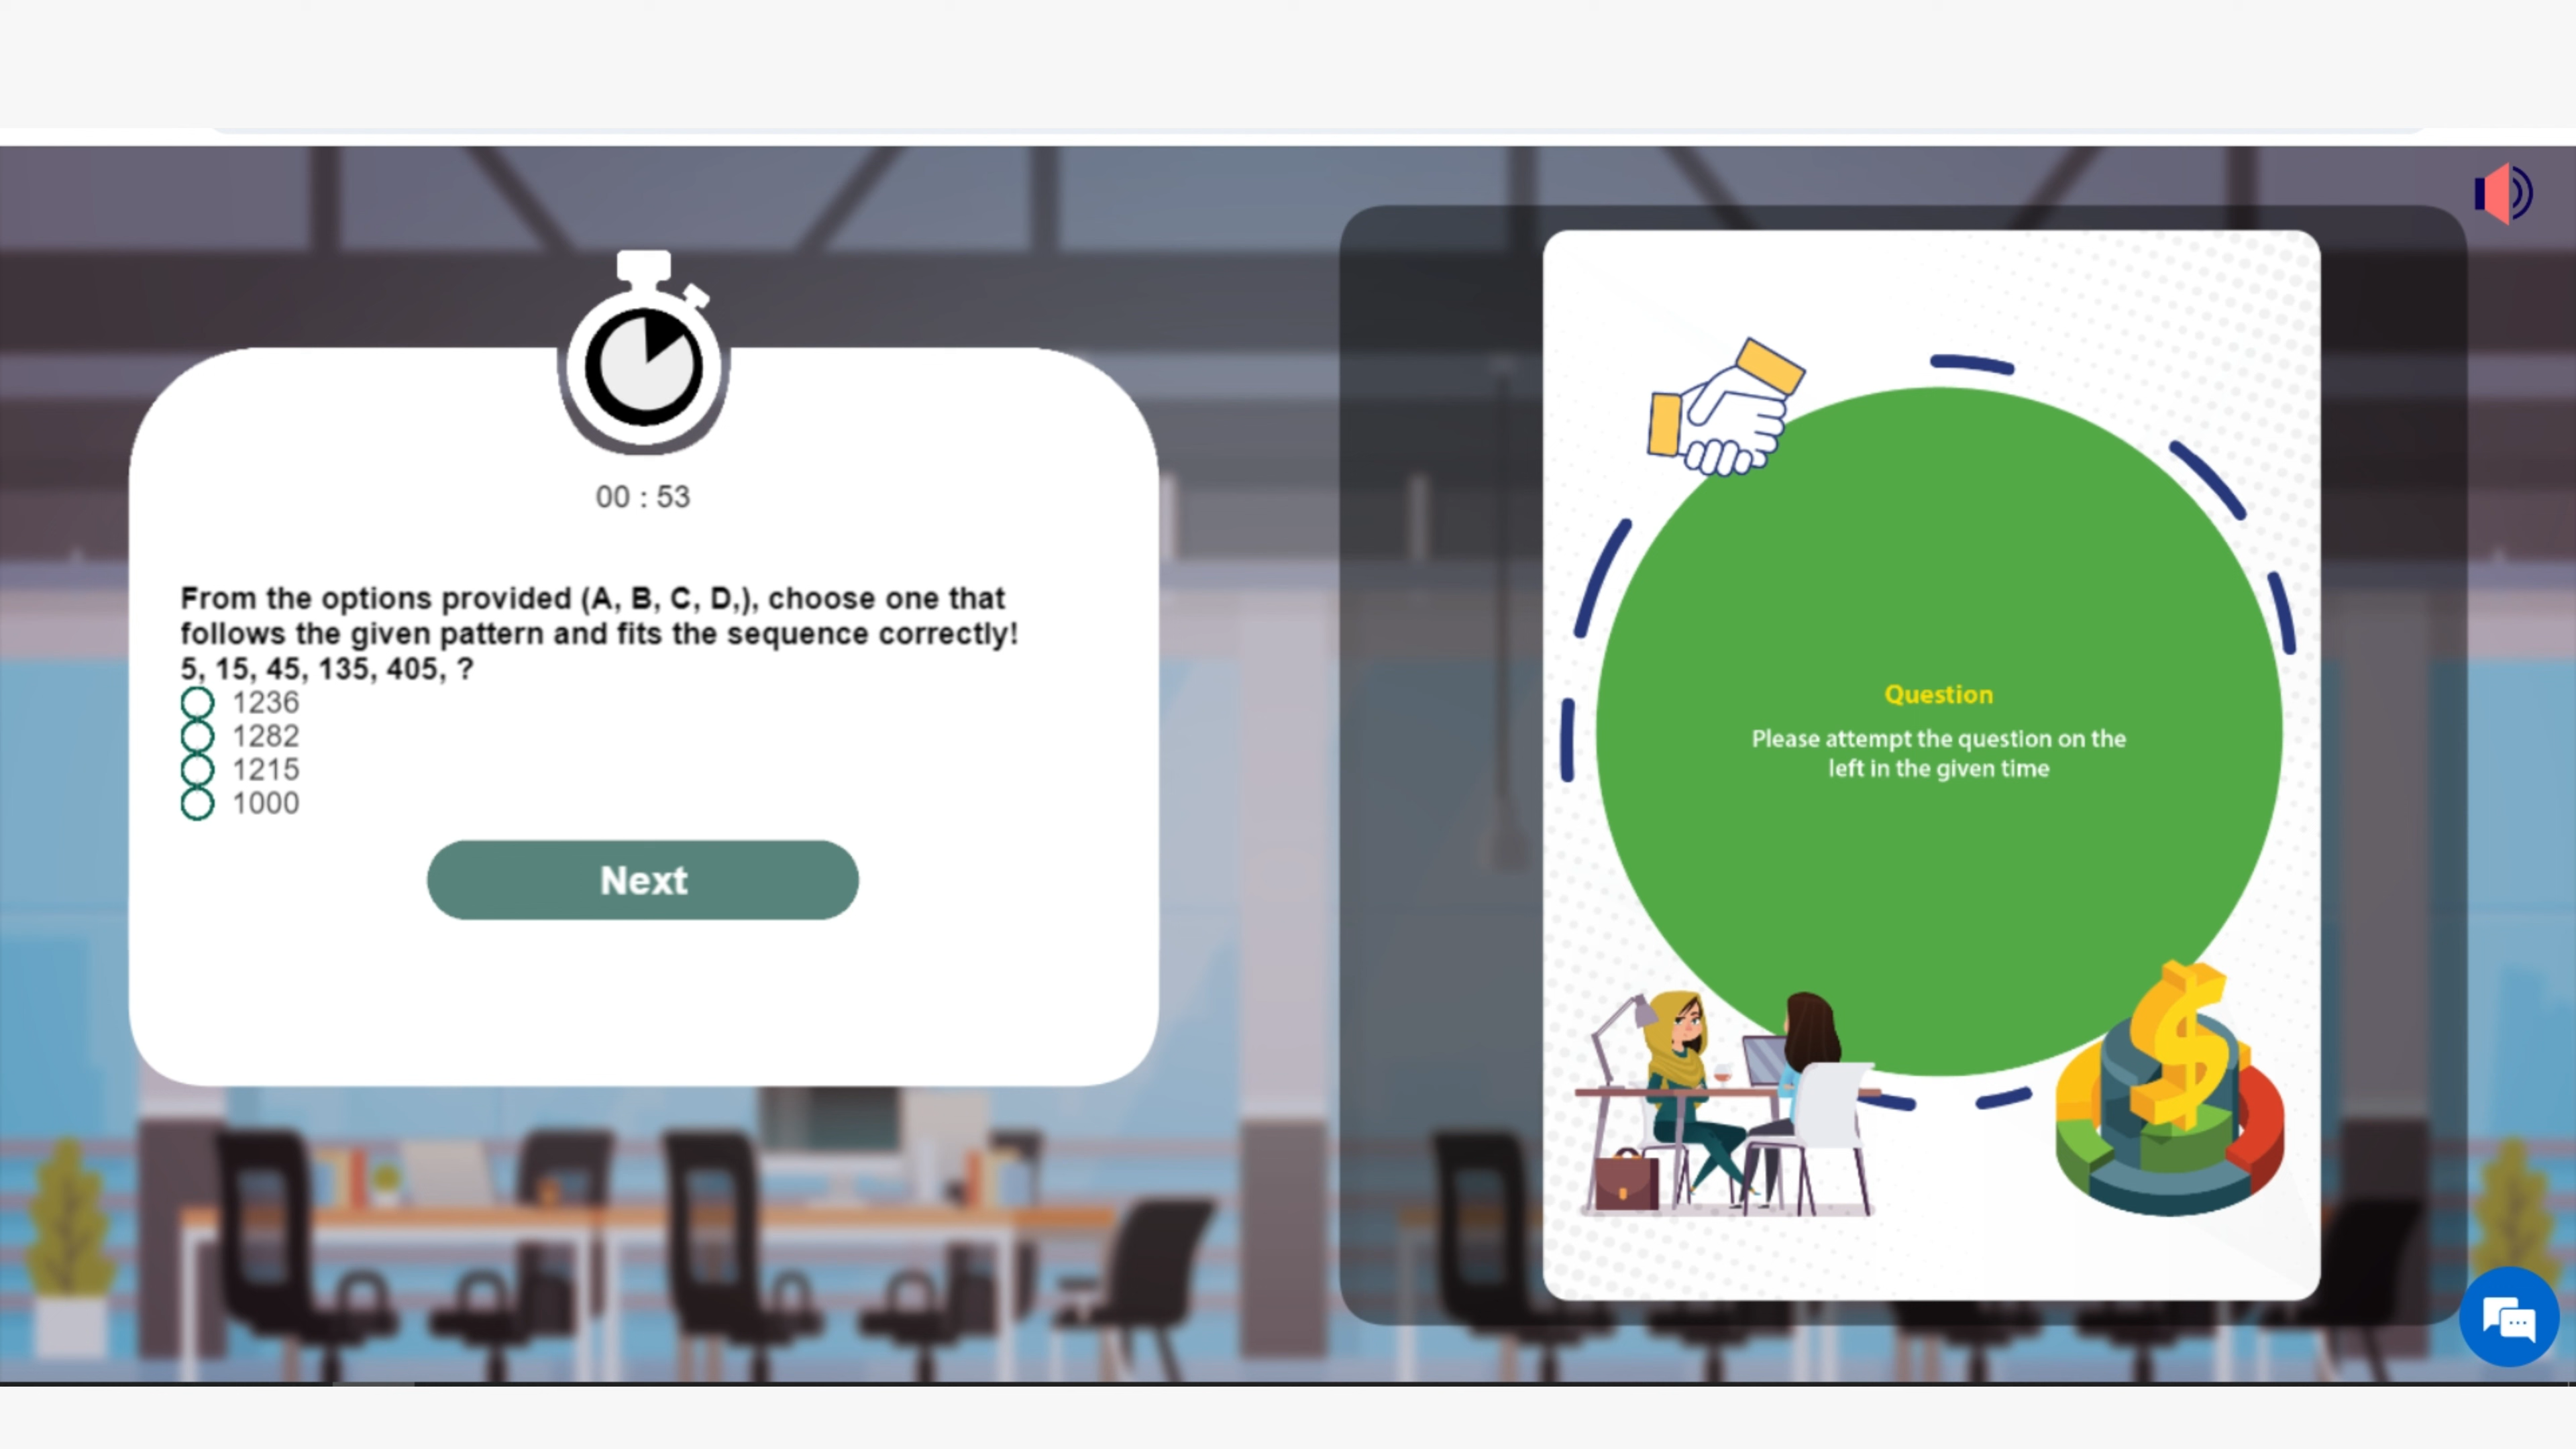 00 : 53
From the options provided (A, B, C, D,), choose one that
follows the given pattern and fits the sequence correctly!
5, 15, 45, 135, 405, ?
1236
1282
1215
1000
Next
Question
Please attempt the question on the
left in the given time